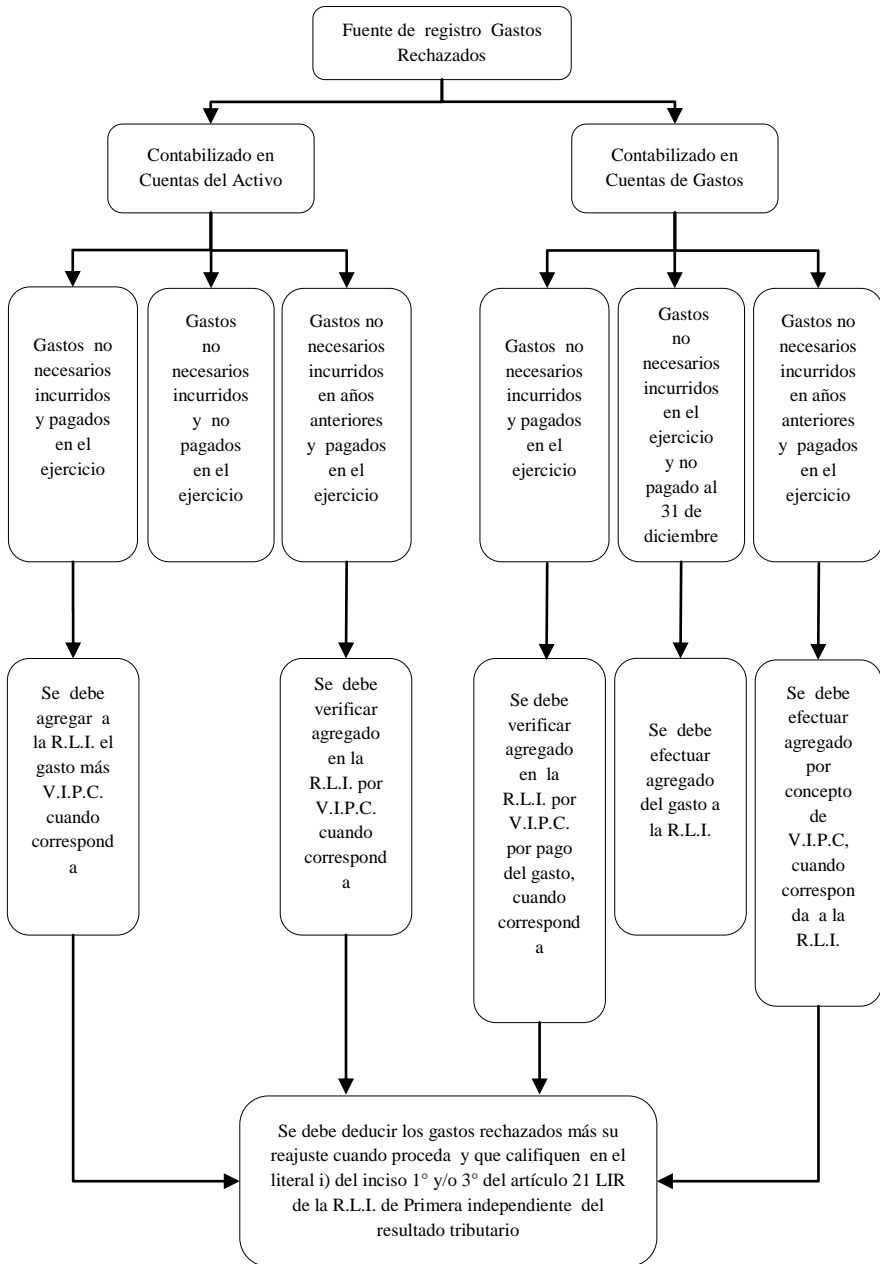 Fuente de registro Gastos
Rechazados
Contabilizado en
Cuentas del Activo
Contabilizado en
Cuentas de Gastos
Gastos no
necesarios
incurridos
y pagados
en el
ejercicio
Gastos
no
necesarios
incurridos
y no
pagados
en el
ejercicio
Gastos no
necesarios
incurridos
en años
anteriores
y pagados
en el
ejercicio
Gastos no
necesarios
incurridos
y pagados
en el
ejercicio
Gastos
no
necesarios
incurridos
en el
ejercicio
y no
pagado al
31 de
diciembre
Gastos no
necesarios
incurridos
en años
anteriores
y pagados
en el
ejercicio
Se debe
agregar a
la R.L.I. el
gasto más
V.I.P.C.
cuando
correspond
a
Se debe
verificar
agregado
en la
R.L.I. por
V.I.P.C.
cuando
correspond
a
Se debe
verificar
agregado
en la
R.L.I. por
V.I.P.C.
por pago
del gasto,
cuando
correspond
a
Se debe
efectuar
agregado
del gasto a
la R.L.I.
Se debe
efectuar
agregado
por
concepto
de
V.I.P.C,
cuando
correspon
da a la
R.L.I.
Se debe deducir los gastos rechazados más su
reajuste cuando proceda y que califiquen en el
literal i) del inciso 1° y/o 3° del artículo 21 LIR
de la R.L.I. de Primera independiente del
resultado tributario